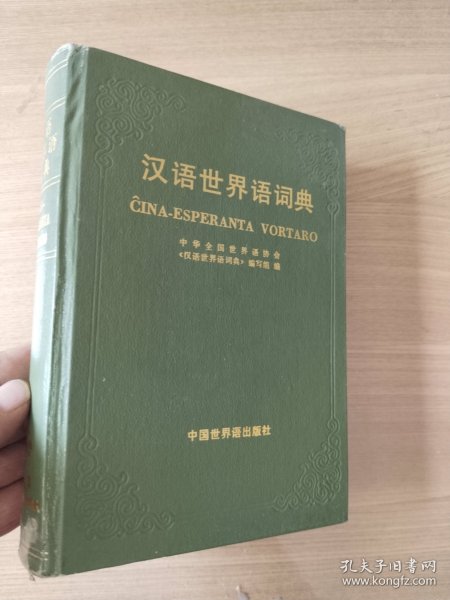 汉语世界语词典
ĈINA-ESPERANTA VORTARO
中华全国世界语协会
《汉语世界语词典》编写组 编
中国世界语出版社
语
典
孔夫子旧书网
www.kongfz.com